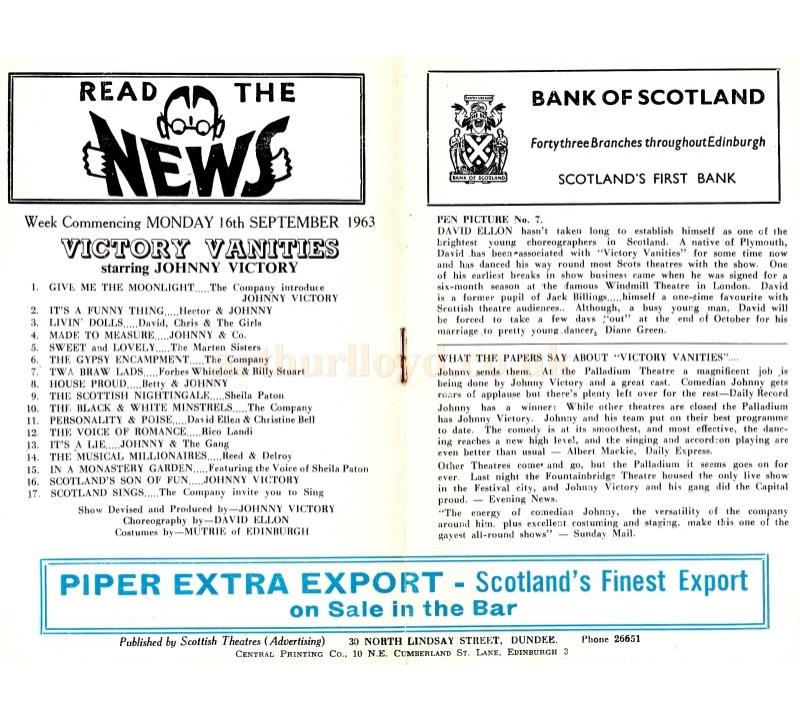 READ THE
NEWS
Week Commencing MONDAY 16th SEPTEMBER 1963
VICTORY VANITIES
starring JOHNNY VICTORY
1. GIVE ME THE MOONLIGHT.....The Company introduce
JOHNNY VICTORY
2. IT'S A FUNNY THING.....Hector & JOHNNY
3. LIVIN' DOLLS.....David, Chris & The Girls
4. MADE TO MEASURE.....JOHNNY & Co.
5. SWEET and LOVELY.....The Marten Sisters
6. THE GYPSY ENCAMPMENT.....The Company
7. TWA BRAW LADS.....Forbes Whitelock & Billy Stuart
8. HOUSE PROUD.....Betty & JOHNNY
9. THE SCOTTISH NIGHTINGALE.....Sheila Paton
10. THE BLACK & WHITE MINSTRELS.....The Company
11. PERSONALITY & POISE.....David Ellen & Christine Bell
12. THE VOICE OF ROMANCE.....Rico Landi
13. IT'S A LIE.....JOHNNY & The Gang
14. THE MUSICAL MILLIONAIRES.....Reed & Delroy
15. IN A MONASTERY GARDEN.....Featuring the Voice of Sheila Paton
16. SCOTLAND'S SON OF FUN.....JOHNNY VICTORY
17. SCOTLAND SINGS.....The Company invite you to Sing
Show Devised and Produced by—JOHNNY VICTORY
Choreography by—DAVID ELLON
Costumes by—MUTRIE of EDINBURGH
BANK OF SCOTLAND
Fortythree Branches throughout Edinburgh
SCOTLAND'S FIRST BANK
BANK OF SCOTLAND
PEN PICTURE No. 7.
DAVID ELLON hasn't taken long to establish himself as one of the
brightest young choreographers in Scotland. A native of Plymouth,
David has been associated with "Victory Vanities" for some time now
and has danced his way round most Scots theatres with the show. One
of his earliest breaks in show business came when he was signed for a
six-month season at the famous Windmill Theatre in London. David
is a former pupil of Jack Billings.....himself a one-time favourite with
Scottish theatre audiences.. Although, a busy young man, David will
be forced to take a few days "out" at the end of October for his
marriage to pretty young dancer, Diane Green.
WHAT THE PAPERS SAY ABOUT "VICTORY VANITIES"....
Johnny sends them. At the Palladium Theatre a magnificent job is
being done by Johnny Victory and a great cast. Comedian Johnny gets
roars of applause but there's plenty left over for the rest—Daily Record
Johnny has a winner: While other theatres are closed the Palladium
has Johnny Victory. Johnny and his team put on their best programme
to date. The comedy is at its smoothest, and most effective, the danc-
ing reaches a new high level, and the singing and accordion playing are
even better than usual — Albert Mackie, Daily Express.
Other Theatres come and go, but the Palladium it seems goes on for
ever. Last night the Fountainbridge Theatre housed the only live show
in the Festival city, and Johnny Victory and his gang did the Capital
proud. — Evening News.
"The energy of comedian Johnny, the versatility of the company
around him, plus excellent costuming and staging, make this one of the
gayest all-round shows" — Sunday Mail.
PIPER EXTRA EXPORT - Scotland's Finest Export
on Sale in the Bar
Published by Scottish Theatres (Advertising) 30 NORTH LINDSAY STREET, DUNDEE. Phone 26651
CENTRAL PRINTING CO., 10 N.E. CUMBERLAND ST. LANE, EDINBURGH 3